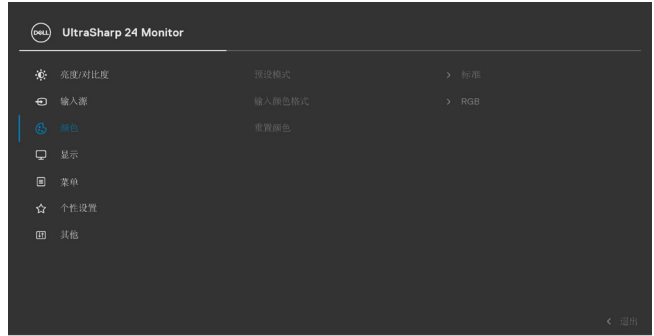 DELL UltraSharp 24 Monitor
亮度/对比度 预设模式 > 标准
输入源 输入颜色格式 > RGB
颜色 重置颜色
显示
菜单
个性设置
其他
< 退出